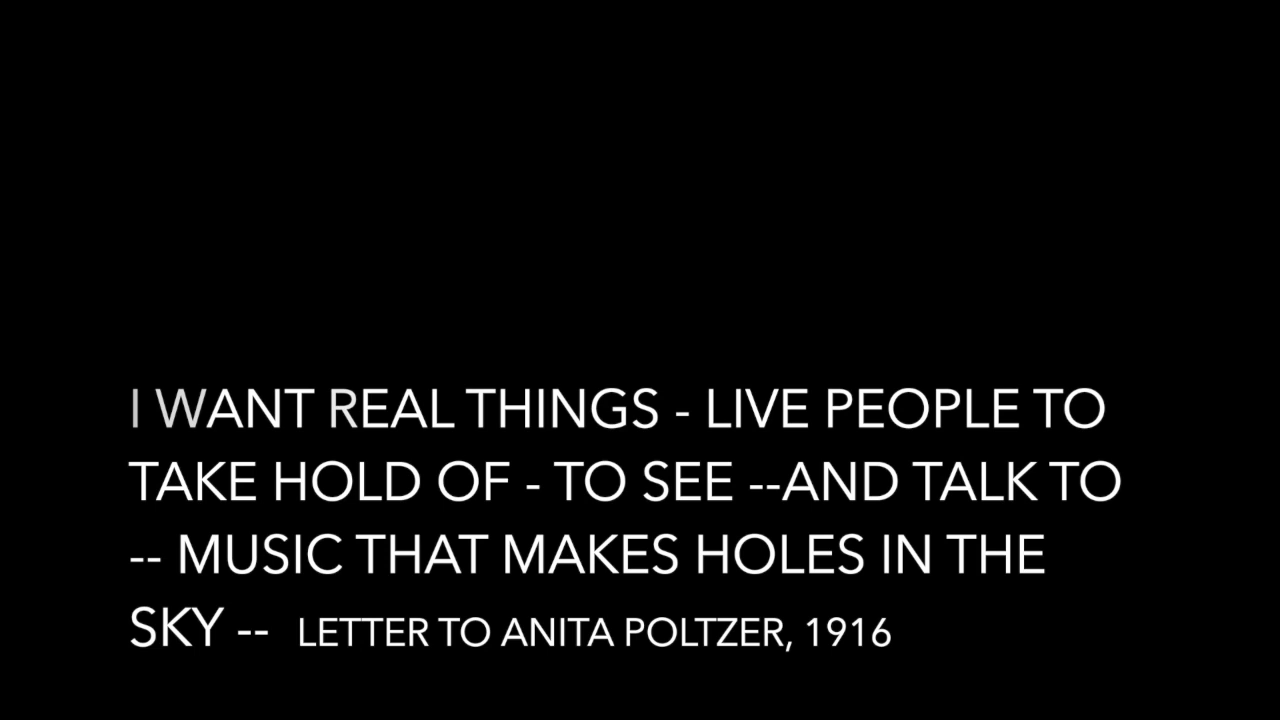 I WANT REAL THINGS - LIVE PEOPLE TO
TAKE HOLD OF - TO SEE --AND TALK TO
-- MUSIC THAT MAKES HOLES IN THE
SKY -- LETTER TO ANITA POLTZER, 1916